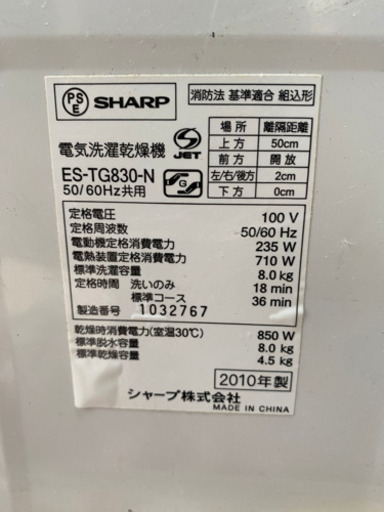 PS
E
SHARP
消防法 基準適合 組込形
電気洗濯乾燥機
S
JET
ES-TG830-N
50/60Hz共用
場所 離隔距離
上方 50cm
前方 開放
左/右/後方 2cm
下方 0cm
定格電圧 100 V
定格周波数 50/60 Hz
電動機定格消費電力 235 W
電熱装置定格消費電力 710 W
標準洗濯容量 8.0 kg
定格時間 洗いのみ 18 min
標準コース 36 min
製造番号 1032767
乾燥時消費電力(室温30℃) 850 W
標準脱水容量 8.0 kg
標準乾燥容量 4.5 kg
2010年製
シャープ株式会社
MADE IN CHINA